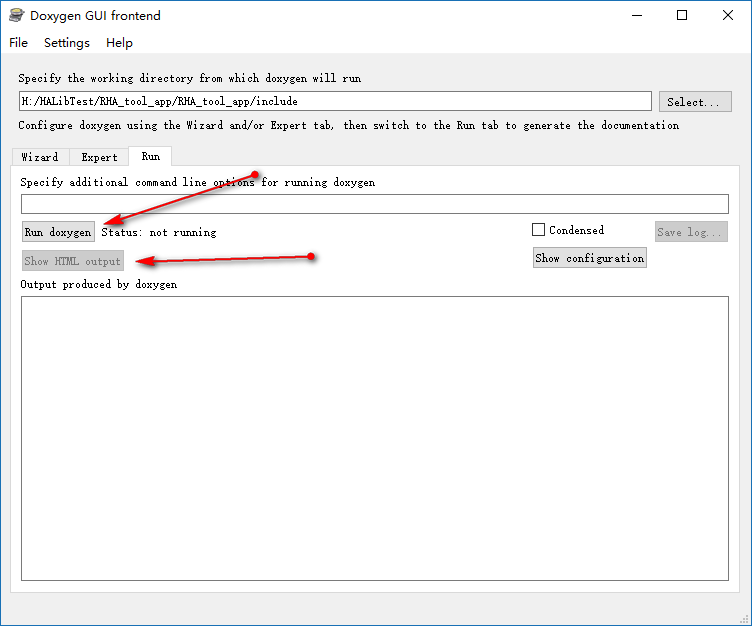 Doxygen GUI frontend
File Settings Help
Specify the working directory from which doxygen will run
H:/HALibTest/RHA_tool_app/RHA_tool_app/include Select...
Configure doxygen using the Wizard and/or Expert tab, then switch to the Run tab to generate the documentation
Wizard Expert Run
Specify additional command line options for running doxygen
Run doxygen Status: not running Condensed Save log...
Show HTML output Show configuration
Output produced by doxygen